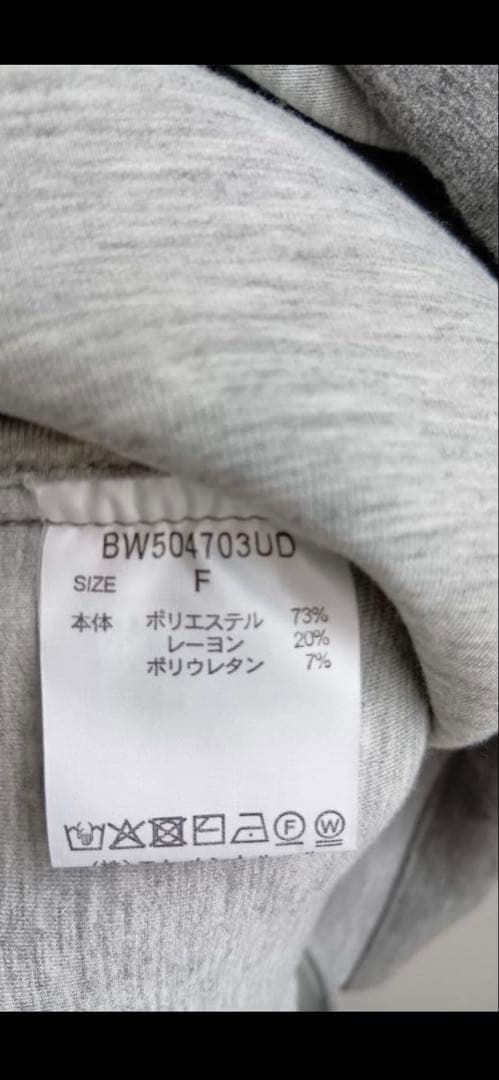 BW504703UD
SIZE F
本体 ポリエステル 73%
レーヨン 20%
ポリウレタン 7%
F W